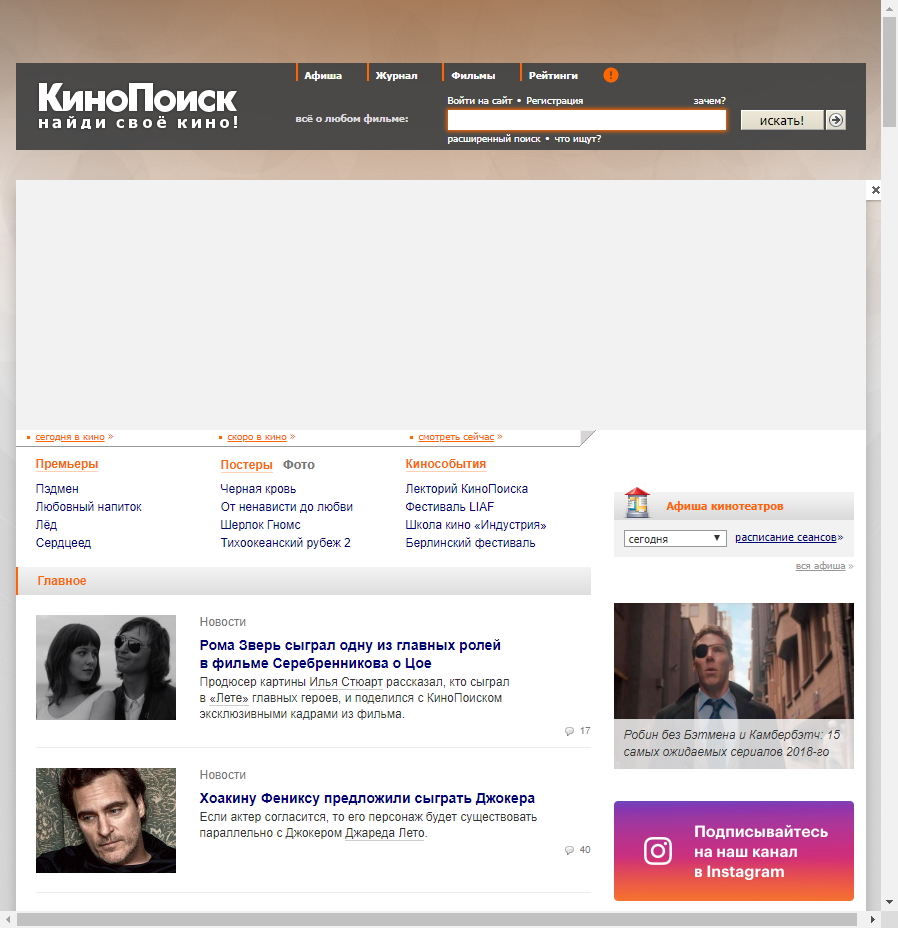 Афиша Журнал Фильмы Рейтинги !
КиноПоиск
найди своё кино!
Войти на сайт • Регистрация зачем?
всё о любом фильме:
искать!
расширенный поиск • что ищут?
сегодня в кино »
скоро в кино »
смотреть сейчас »
Премьеры
Пэдмен
Любовный напиток
Лёд
Сердцеед
Постеры Фото
Черная кровь
От ненависти до любви
Шерлок Гномс
Тихоокеанский рубеж 2
Кинособытия
Лекторий КиноПоиска
Фестиваль LIAF
Школа кино «Индустрия»
Берлинский фестиваль
Главное
Новости
Рома Зверь сыграл одну из главных ролей
в фильме Серебренникова о Цое
Продюсер картины Илья Стюарт рассказал, кто сыграл
в «Лете» главных героев, и поделился с КиноПоиском
эксклюзивными кадрами из фильма.
17
Новости
Хоакину Фениксу предложили сыграть Джокера
Если актер согласится, то его персонаж будет существовать
параллельно с Джокером Джареда Лето.
40
Афиша кинотеатров
сегодня расписание сеансов»
вся афиша »
Робин без Бэтмена и Камбербэтч: 15
самых ожидаемых сериалов 2018-го
Подписывайтесь
на наш канал
в Instagram